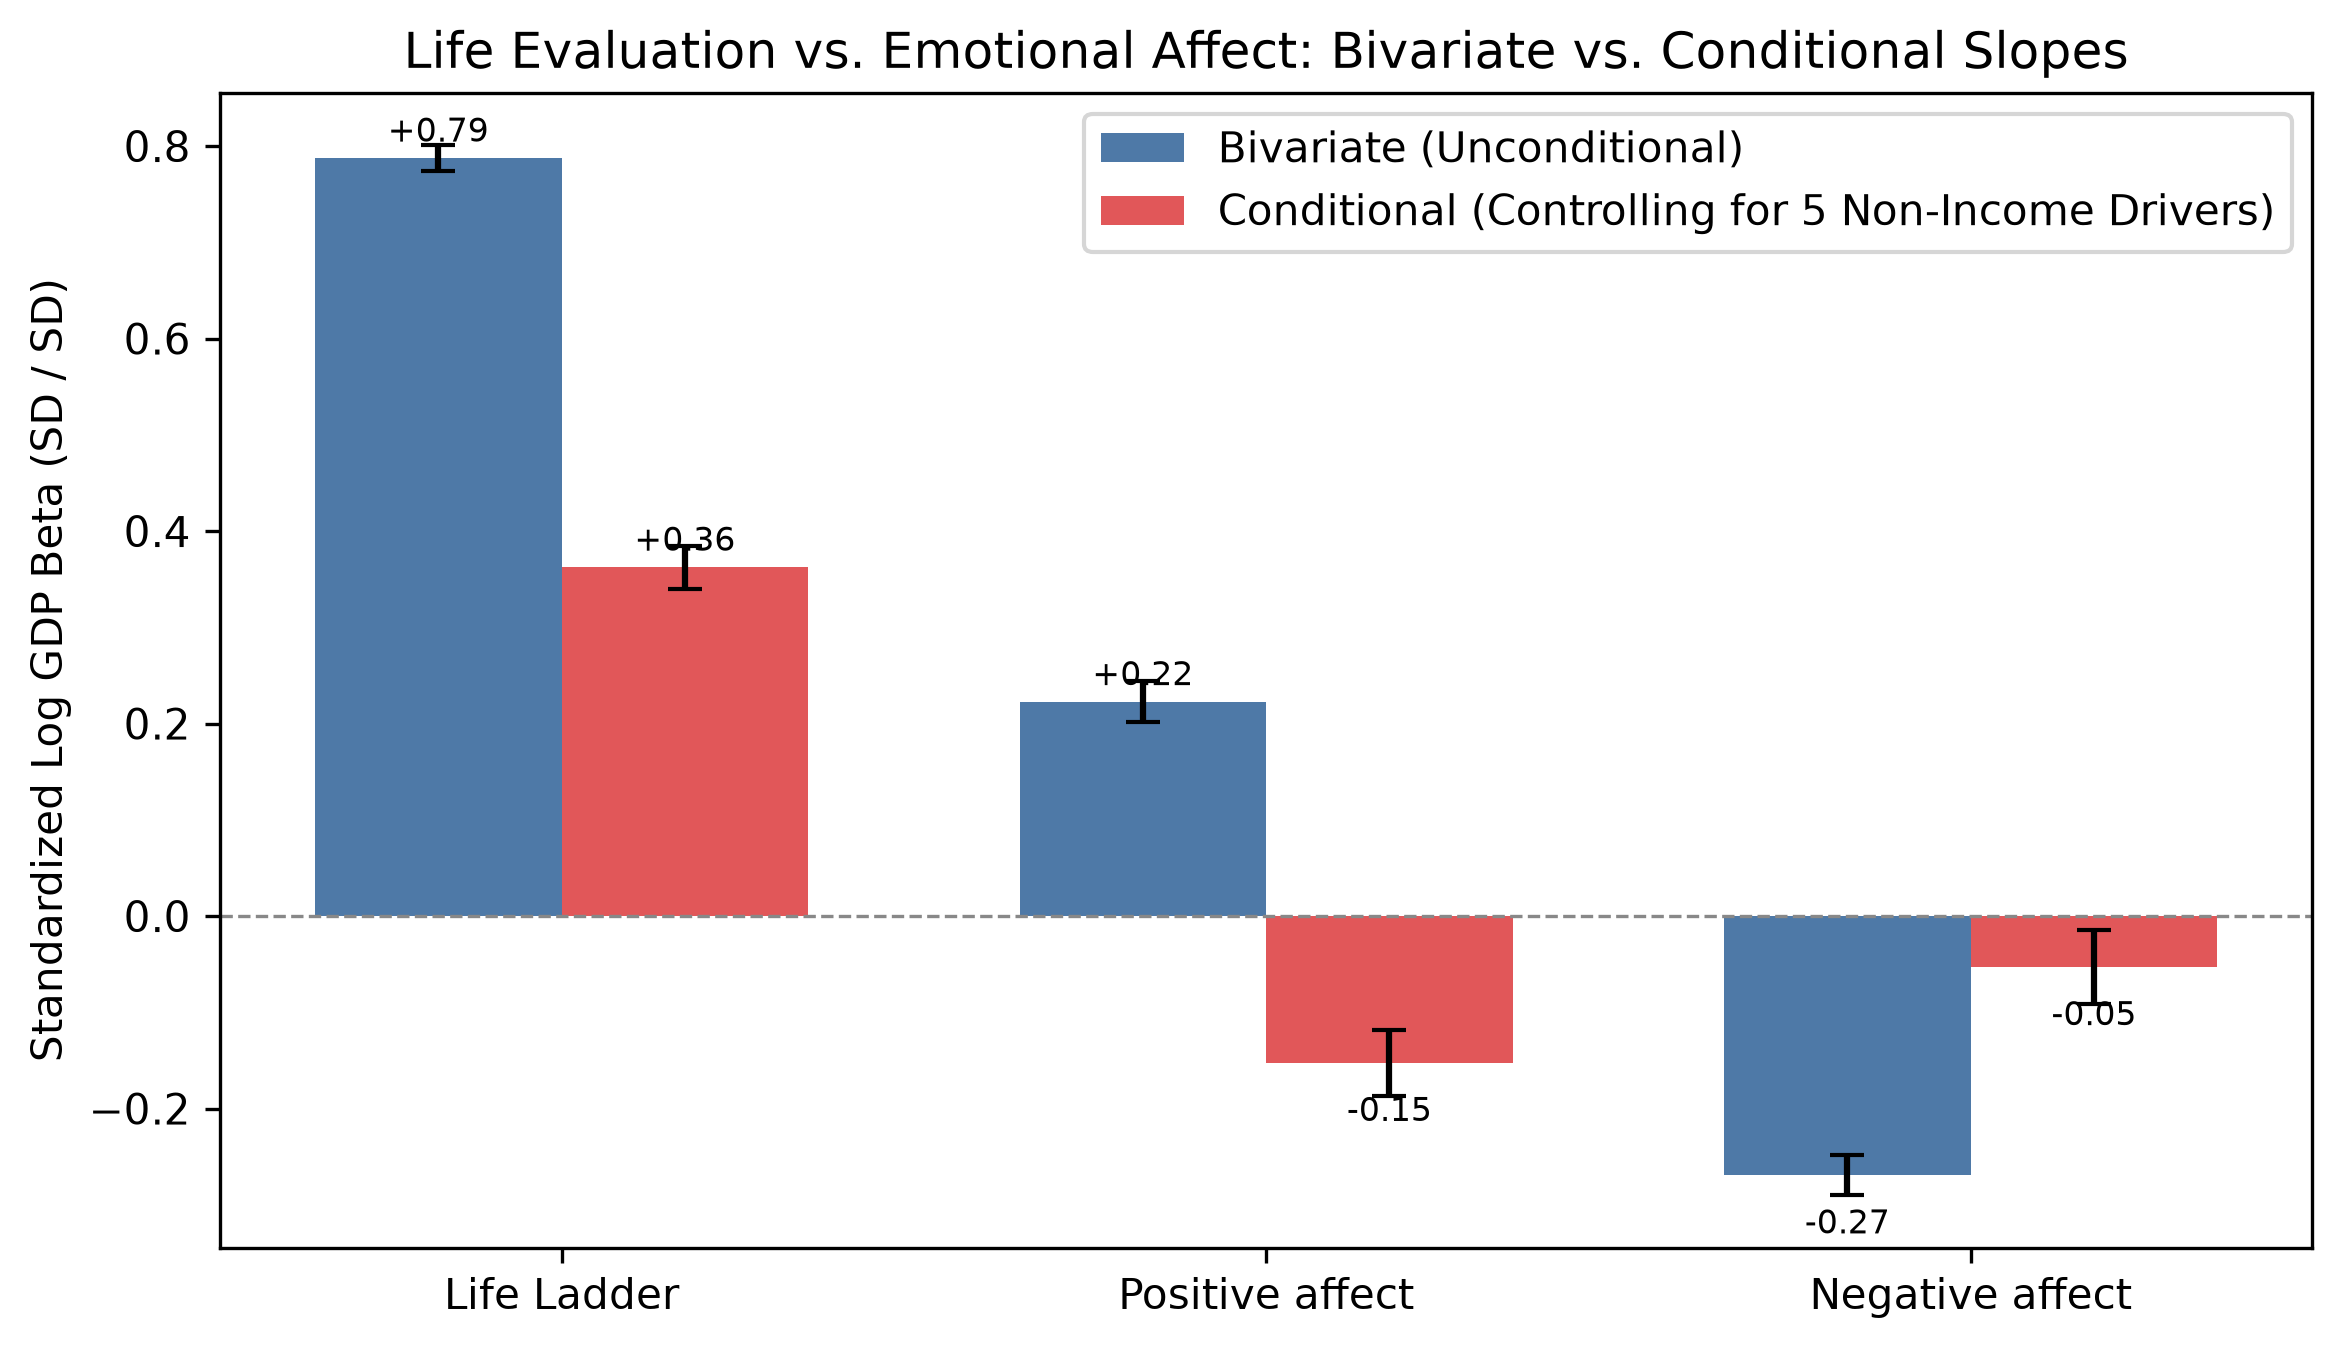 Life Evaluation vs. Emotional Affect: Bivariate vs. Conditional Slopes
Bivariate (Unconditional)
Conditional (Controlling for 5 Non-Income Drivers)
Standardized Log GDP Beta (SD / SD)
0.8
0.6
0.4
0.2
0.0
−0.2
+0.79
+0.36
+0.22
-0.15
-0.27
-0.05
Life Ladder
Positive affect
Negative affect